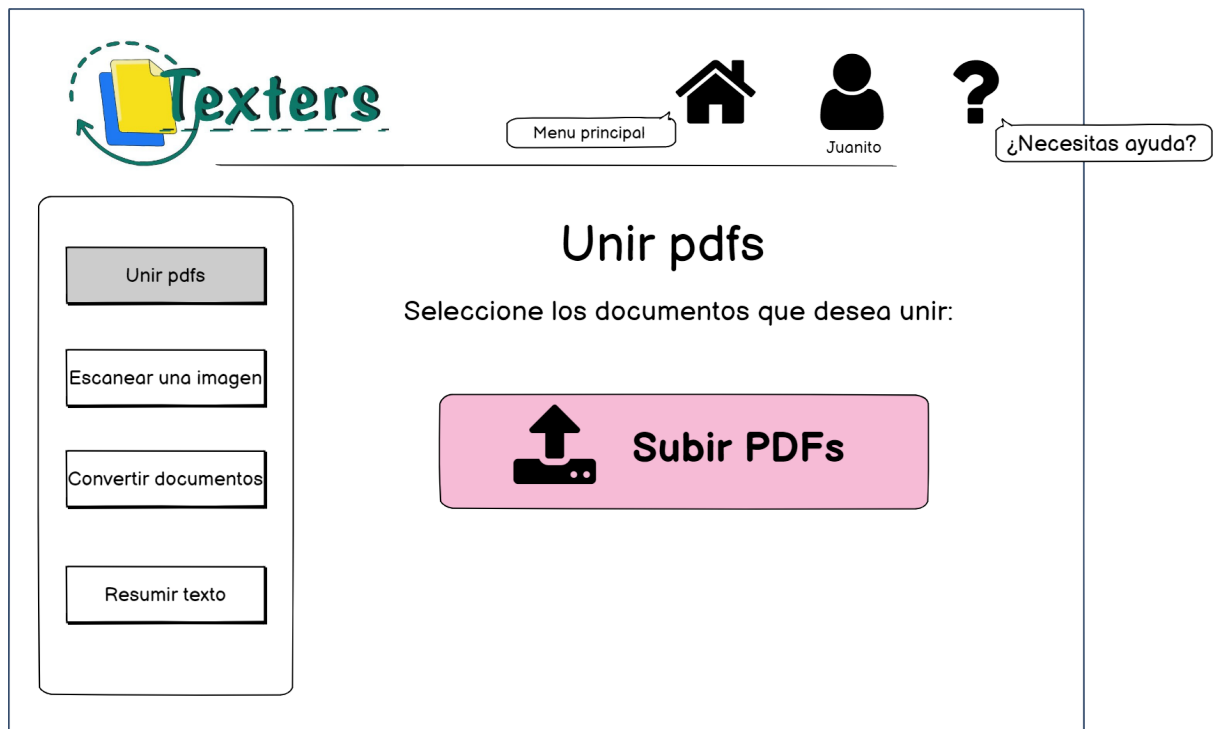 Texters
Menu principal
Juanito
¿Necesitas ayuda?
Unir pdfs
Escanear una imagen
Convertir documentos
Resumir texto
Unir pdfs
Seleccione los documentos que desea unir:
Subir PDFs